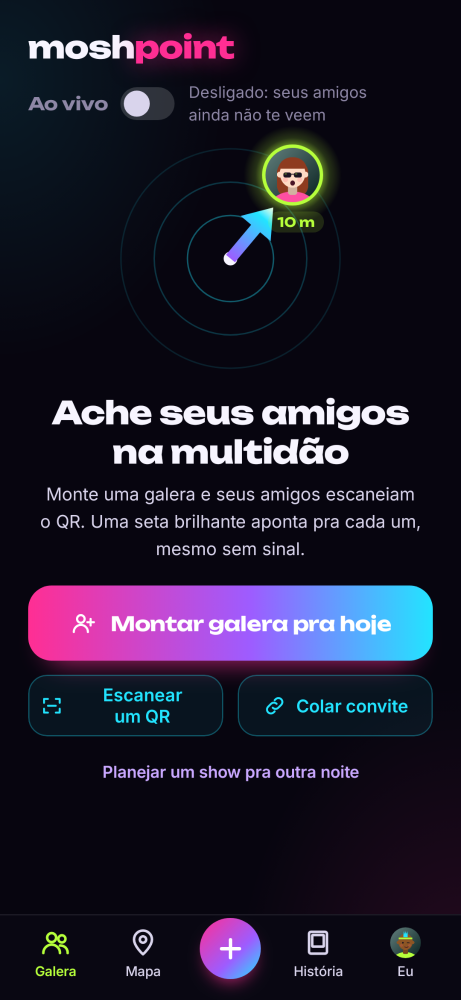 moshpoint
Ao vivo
Desligado: seus amigos
ainda não te veem
10 m
Ache seus amigos
na multidão
Monte uma galera e seus amigos escaneiam
o QR. Uma seta brilhante aponta pra cada um,
mesmo sem sinal.
Montar galera pra hoje
Escanear
um QR
Colar convite
Planejar um show pra outra noite
Galera
Mapa
História
Eu